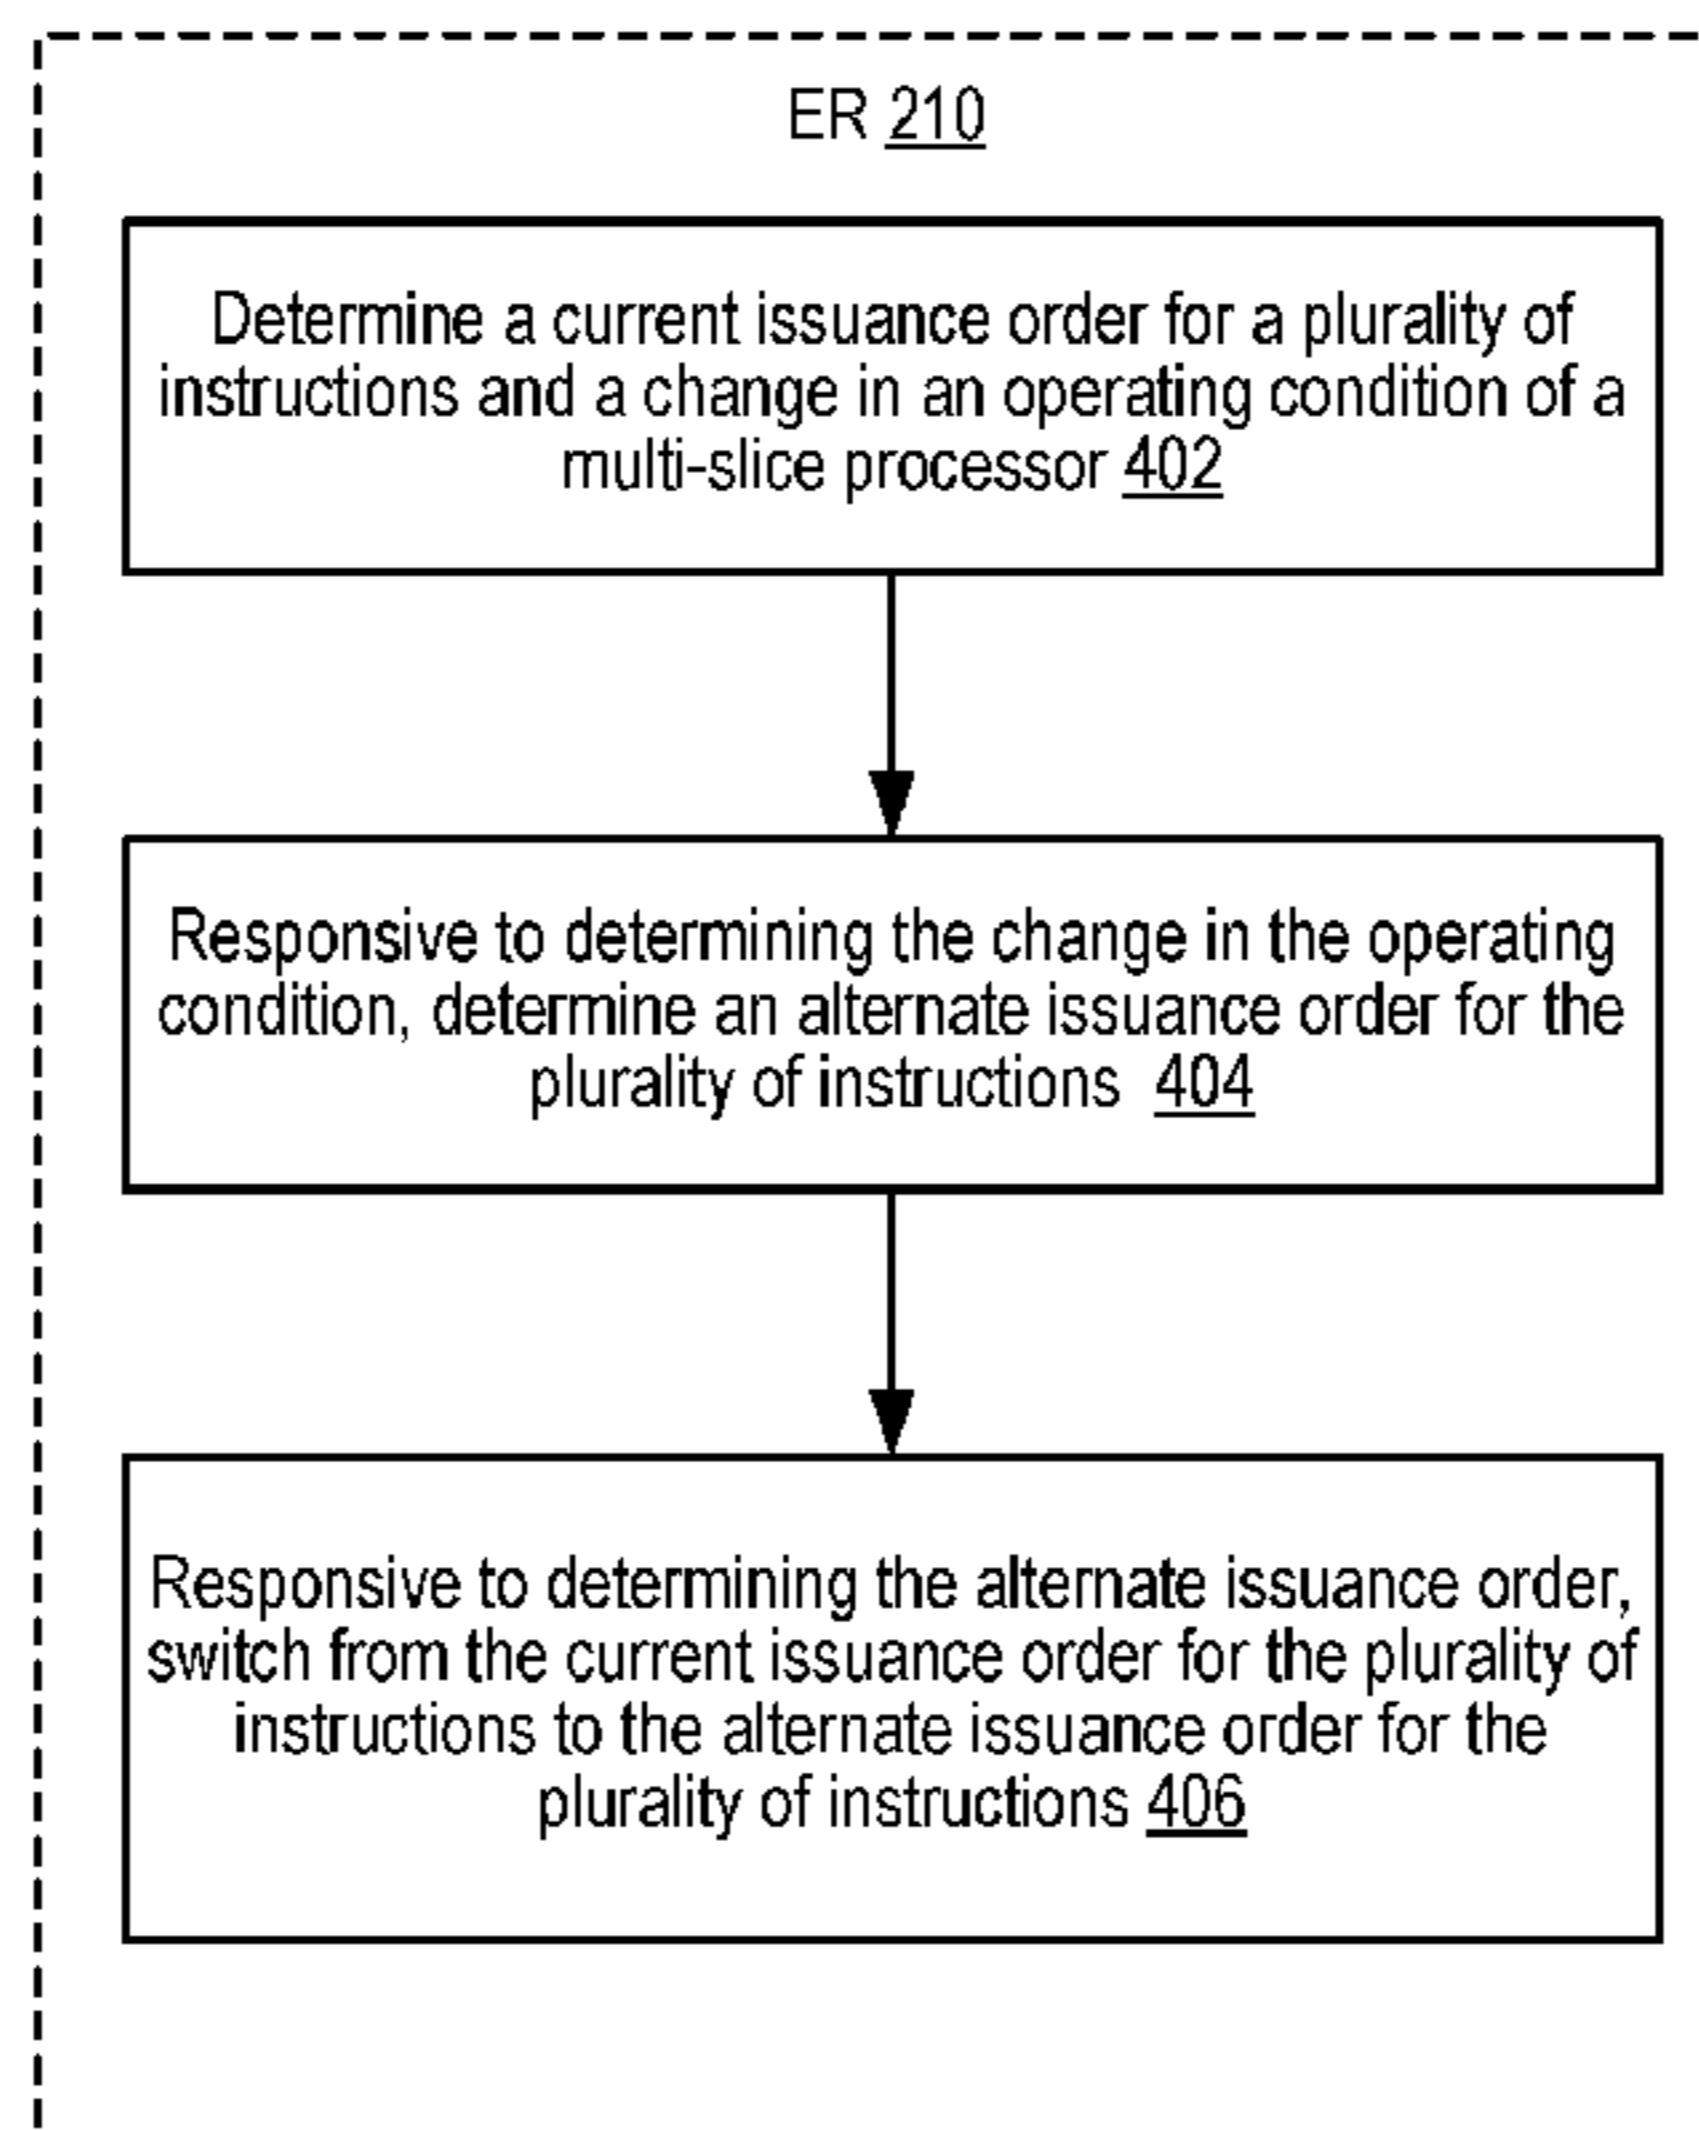 ER 210
Determine a current issuance order for a plurality of
instructions and a change in an operating condition of a
multi-slice processor 402
Responsive to determining the change in the operating
condition, determine an alternate issuance order for the
plurality of instructions 404
Responsive to determining the alternate issuance order,
switch from the current issuance order for the plurality of
instructions to the alternate issuance order for the
plurality of instructions 406